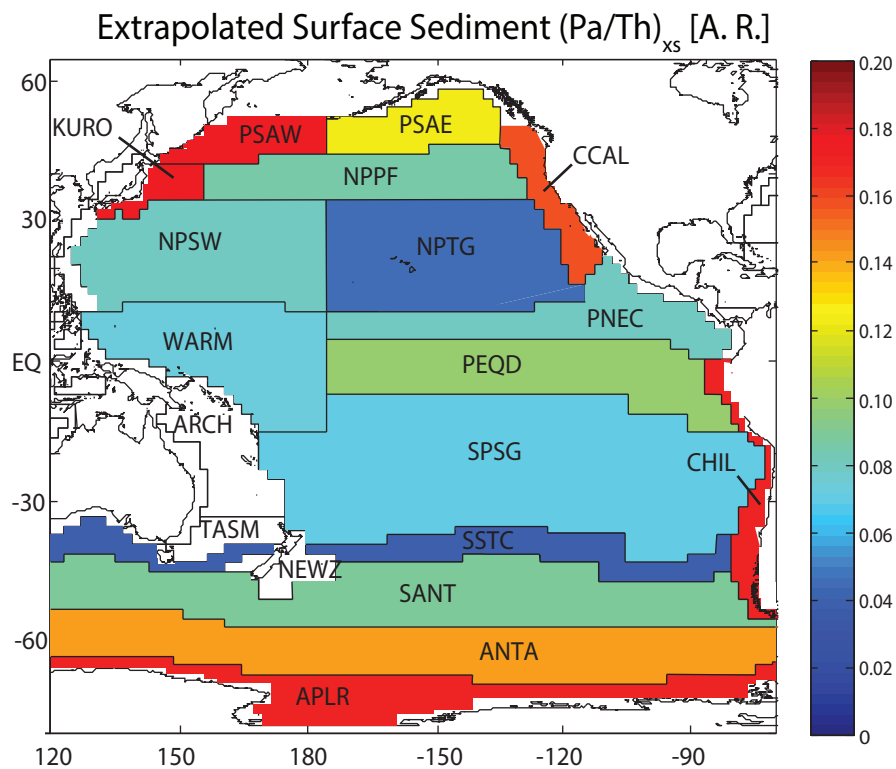 Extrapolated Surface Sediment (Pa/Th)xs [A. R.]
60
30
EQ
-30
-60
120
150
180
-150
-120
-90
KURO
PSAW
PSAE
CCAL
NPPF
NPSW
NPTG
PNEC
WARM
PEQD
ARCH
SPSG
CHIL
TASM
SSTC
NEWZ
SANT
ANTA
APLR
0.20
0.18
0.16
0.14
0.12
0.10
0.08
0.06
0.04
0.02
0